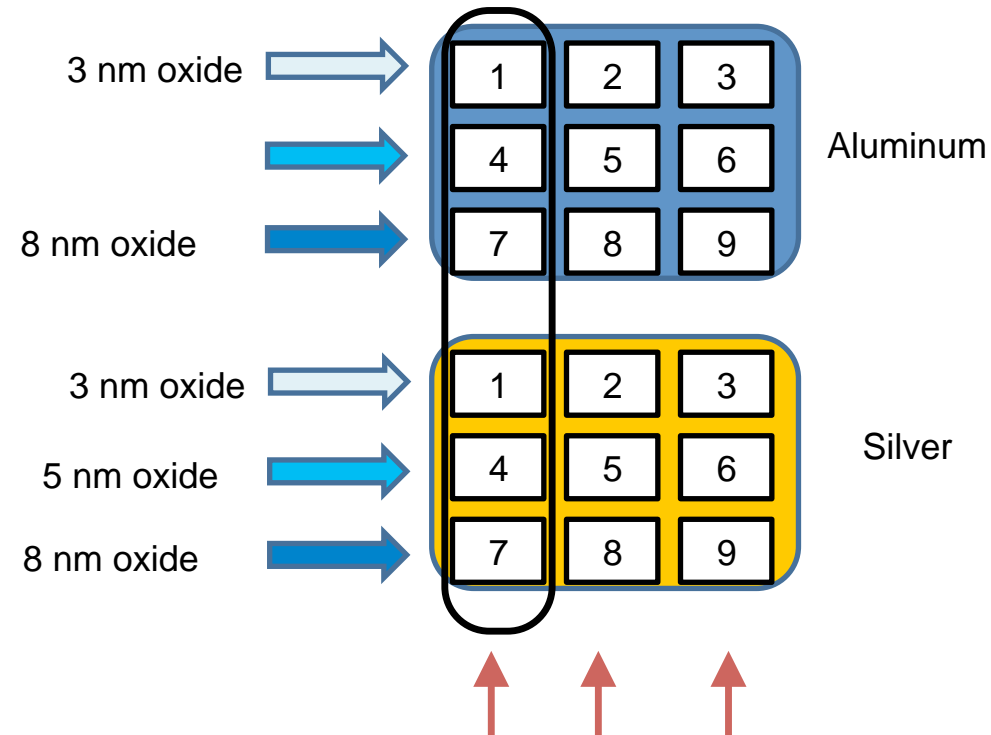 3 nm oxide
1 2 3
4 5 6
Aluminum
8 nm oxide
7 8 9
3 nm oxide
1 2 3
Silver
5 nm oxide
4 5 6
8 nm oxide
7 8 9